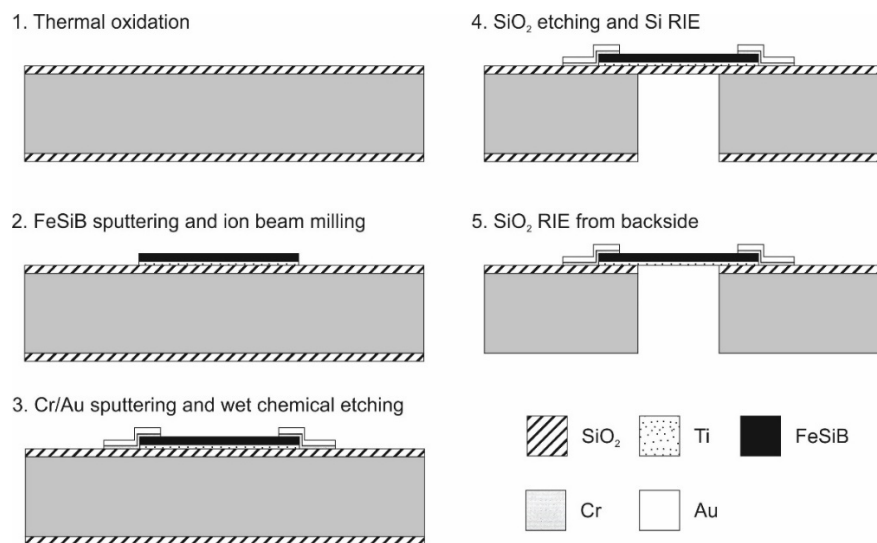 1. Thermal oxidation
2. FeSiB sputtering and ion beam milling
3. Cr/Au sputtering and wet chemical etching
4. SiO₂ etching and Si RIE
5. SiO₂ RIE from backside
SiO₂
Ti
FeSiB
Cr
Au